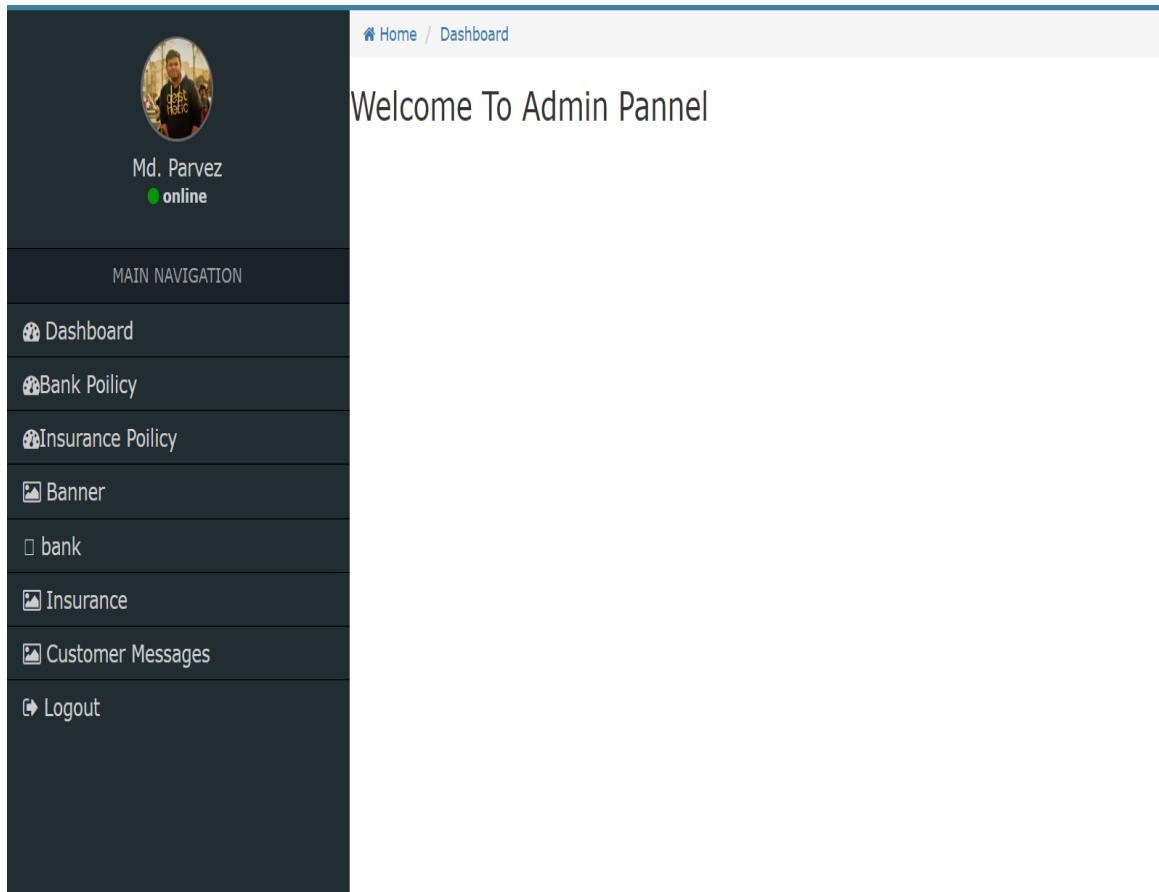 Home / Dashboard
Welcome To Admin Pannel
Md. Parvez
online
MAIN NAVIGATION
Dashboard
Bank Poilicy
Insurance Poilicy
Banner
bank
Insurance
Customer Messages
Logout